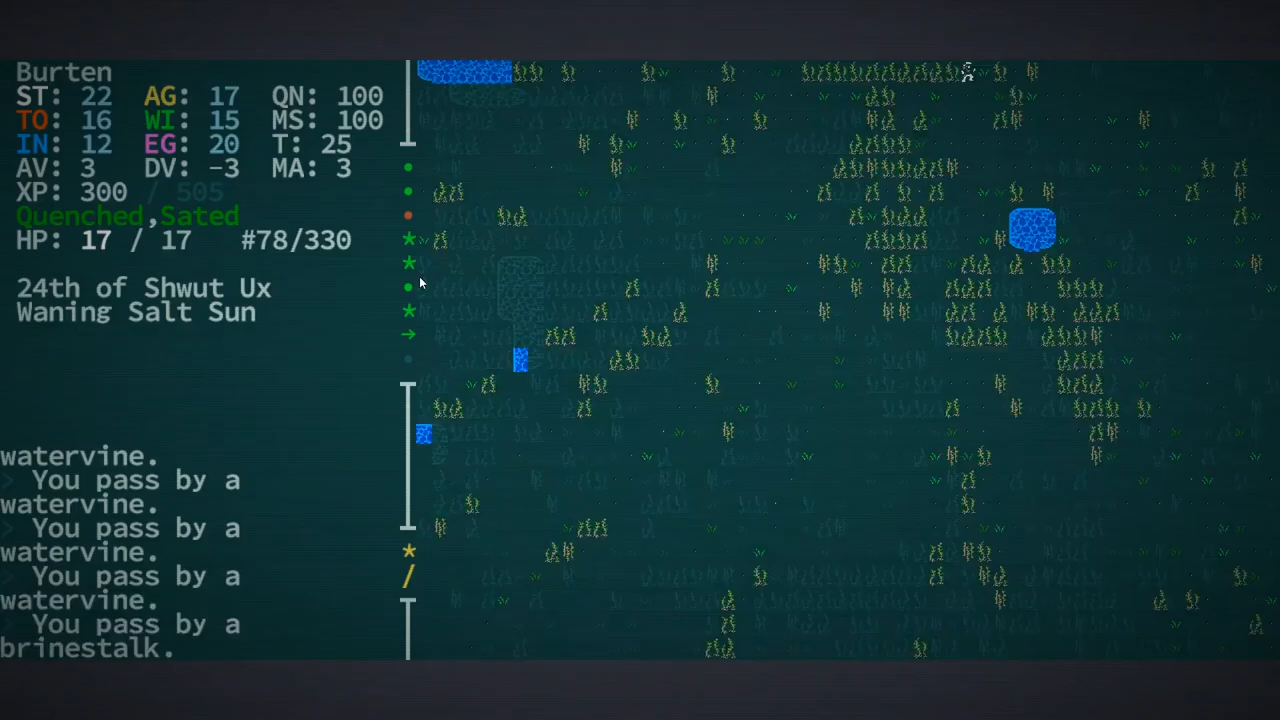 Burten
ST: 22 AG: 17 QN: 100
TO: 16 WI: 15 MS: 100
IN: 12 EG: 20 T: 25
AV: 3 DV: -3 MA: 3
XP: 300 / 505
Quenched,Sated
HP: 17 / 17 #78/330
24th of Shwut Ux
Waning Salt Sun
watervine.
> You pass by a
watervine.
> You pass by a
watervine.
> You pass by a
watervine.
> You pass by a
brinestalk.